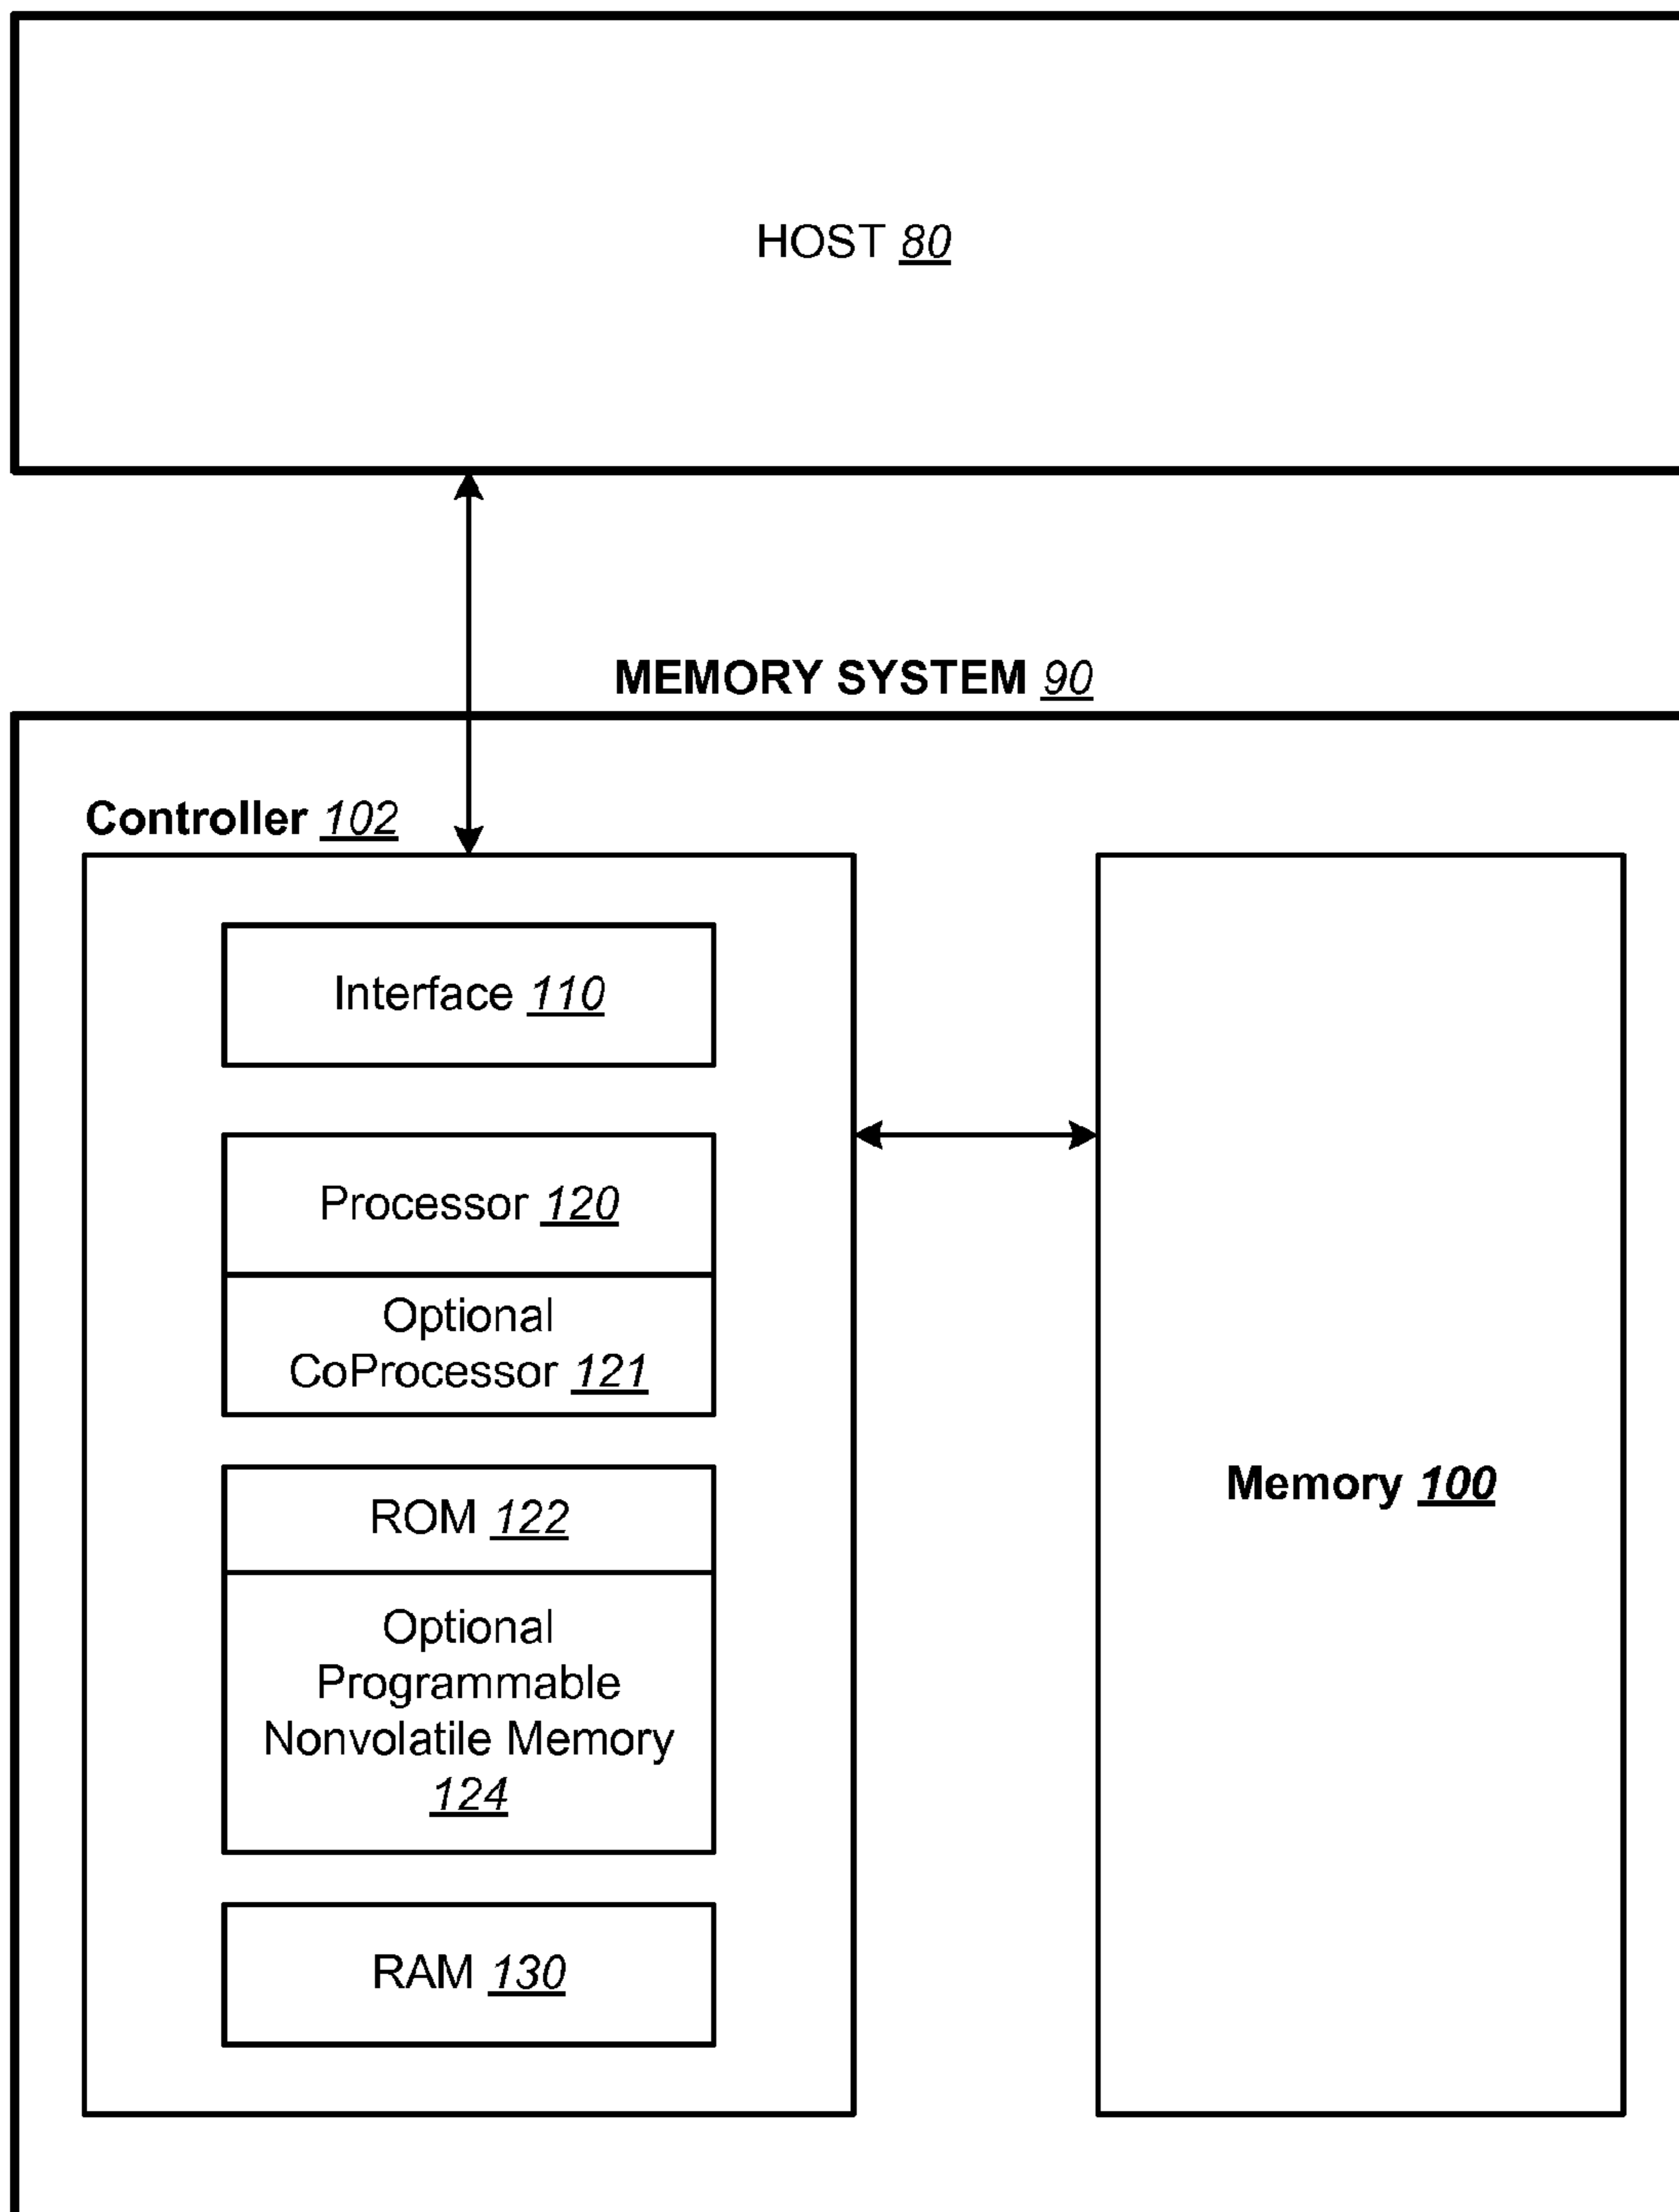 HOST 80
MEMORY SYSTEM 90
Controller 102
Interface 110
Processor 120
Optional
CoProcessor 121
ROM 122
Optional
Programmable
Nonvolatile Memory
124
RAM 130
Memory 100